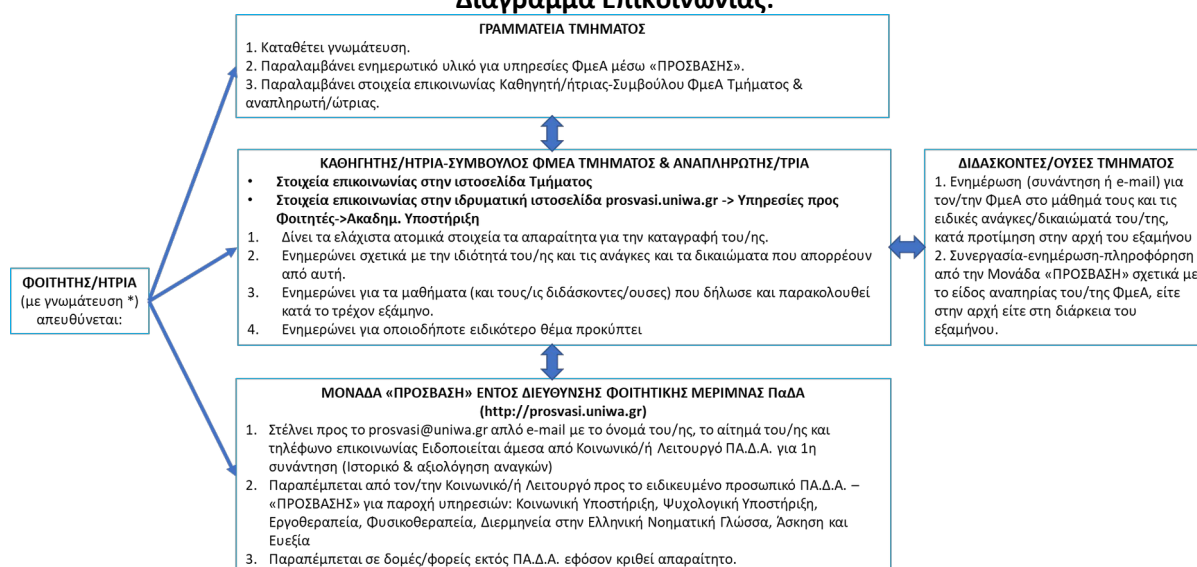 Διάγραμμα Επικοινωνίας:
ΓΡΑΜΜΑΤΕΙΑ ΤΜΗΜΑΤΟΣ
1. Καταθέτει γνωμάτευση.
2. Παραλαμβάνει ενημερωτικό υλικό για υπηρεσίες ΦμεΑ μέσω «ΠΡΟΣΒΑΣΗΣ».
3. Παραλαμβάνει στοιχεία επικοινωνίας Καθηγητή/ήτριας-Συμβούλου ΦμεΑ Τμήματος &
αναπληρωτή/ώτριας.
ΦΟΙΤΗΤΗΣ/ΗΤΡΙΑ
(με γνωμάτευση *)
απευθύνεται:
ΚΑΘΗΓΗΤΗΣ/ΗΤΡΙΑ-ΣΥΜΒΟΥΛΟΣ ΦΜΕΑ ΤΜΗΜΑΤΟΣ & ΑΝΑΠΛΗΡΩΤΗΣ/ΤΡΙΑ
• Στοιχεία επικοινωνίας στην ιστοσελίδα Τμήματος
• Στοιχεία επικοινωνίας στην ιδρυματική ιστοσελίδα prosvasi.uniwa.gr -> Υπηρεσίες προς
Φοιτητές->Ακαδημ. Υποστήριξη
1. Δίνει τα ελάχιστα ατομικά στοιχεία τα απαραίτητα για την καταγραφή του/ης.
2. Ενημερώνει σχετικά με την ιδιότητά του/ης και τις ανάγκες και τα δικαιώματα που απορρέουν
από αυτή.
3. Ενημερώνει για τα μαθήματα (και τους/ις διδάσκοντες/ουσες) που δήλωσε και παρακολουθεί
κατά το τρέχον εξάμηνο.
4. Ενημερώνει για οποιοδήποτε ειδικότερο θέμα προκύπτει
ΔΙΔΑΣΚΟΝΤΕΣ/ΟΥΣΕΣ ΤΜΗΜΑΤΟΣ
1. Ενημέρωση (συνάντηση ή e-mail) για
τον/την ΦμεΑ στο μάθημά τους και τις
ειδικές ανάγκες/δικαιώματά του/της,
κατά προτίμηση στην αρχή του εξαμήνου
2. Συνεργασία-ενημέρωση-πληροφόρηση
από την Μονάδα «ΠΡΟΣΒΑΣΗ» σχετικά με
το είδος αναπηρίας του/της ΦμεΑ, είτε
στην αρχή είτε στη διάρκεια του
εξαμήνου.
ΜΟΝΑΔΑ «ΠΡΟΣΒΑΣΗ» ΕΝΤΟΣ ΔΙΕΥΘΥΝΣΗΣ ΦΟΙΤΗΤΙΚΗΣ ΜΕΡΙΜΝΑΣ ΠαΔΑ
(http://prosvasi.uniwa.gr)
1. Στέλνει προς το prosvasi@uniwa.gr απλό e-mail με το όνομά του/ης, το αίτημά του/ης και
τηλέφωνο επικοινωνίας Ειδοποιείται άμεσα από Κοινωνικό/ή Λειτουργό ΠΑ.Δ.Α. για 1η
συνάντηση (Ιστορικό & αξιολόγηση αναγκών)
2. Παραπέμπεται από τον/την Κοινωνικό/ή Λειτουργό προς το ειδικευμένο προσωπικό ΠΑ.Δ.Α. –
«ΠΡΟΣΒΑΣΗΣ» για παροχή υπηρεσιών: Κοινωνική Υποστήριξη, Ψυχολογική Υποστήριξη,
Εργοθεραπεία, Φυσικοθεραπεία, Διερμηνεία στην Ελληνική Νοηματική Γλώσσα, Άσκηση και
Ευεξία
3. Παραπέμπεται σε δομές/φορείς εκτός ΠΑ.Δ.Α. εφόσον κριθεί απαραίτητο.